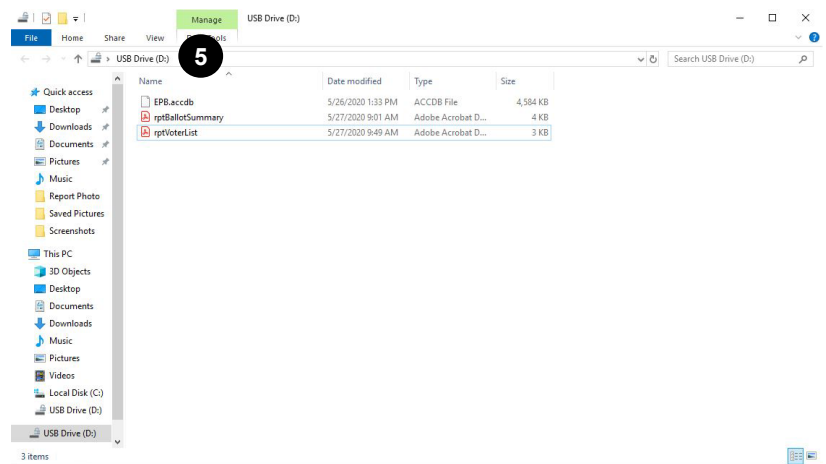 Manage USB Drive (D:)
File Home Share View
USB Drive (D:) 5 Search USB Drive (D:)
Name Date modified Type Size
Quick access
Desktop
Downloads
Documents
Pictures
Music
Report Photo
Saved Pictures
Screenshots
This PC
3D Objects
Desktop
Documents
Downloads
Music
Pictures
Videos
Local Disk (C:)
USB Drive (D:)
USB Drive (D:)
EPB.accdb 5/26/2020 1:33 PM ACCDB File 4,584 KB
rptBallotSummary 5/27/2020 9:01 AM Adobe Acrobat D... 4 KB
rptVoterList 5/27/2020 9:49 AM Adobe Acrobat D... 3 KB
3 items